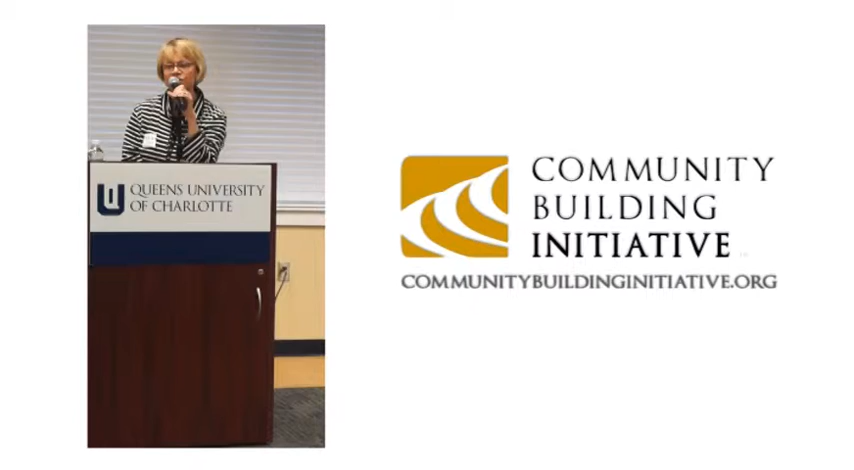 QUEENS UNIVERSITY
OF CHARLOTTE
COMMUNITY
BUILDING
INITIATIVE
COMMUNITYBUILDINGINITIATIVE.ORG